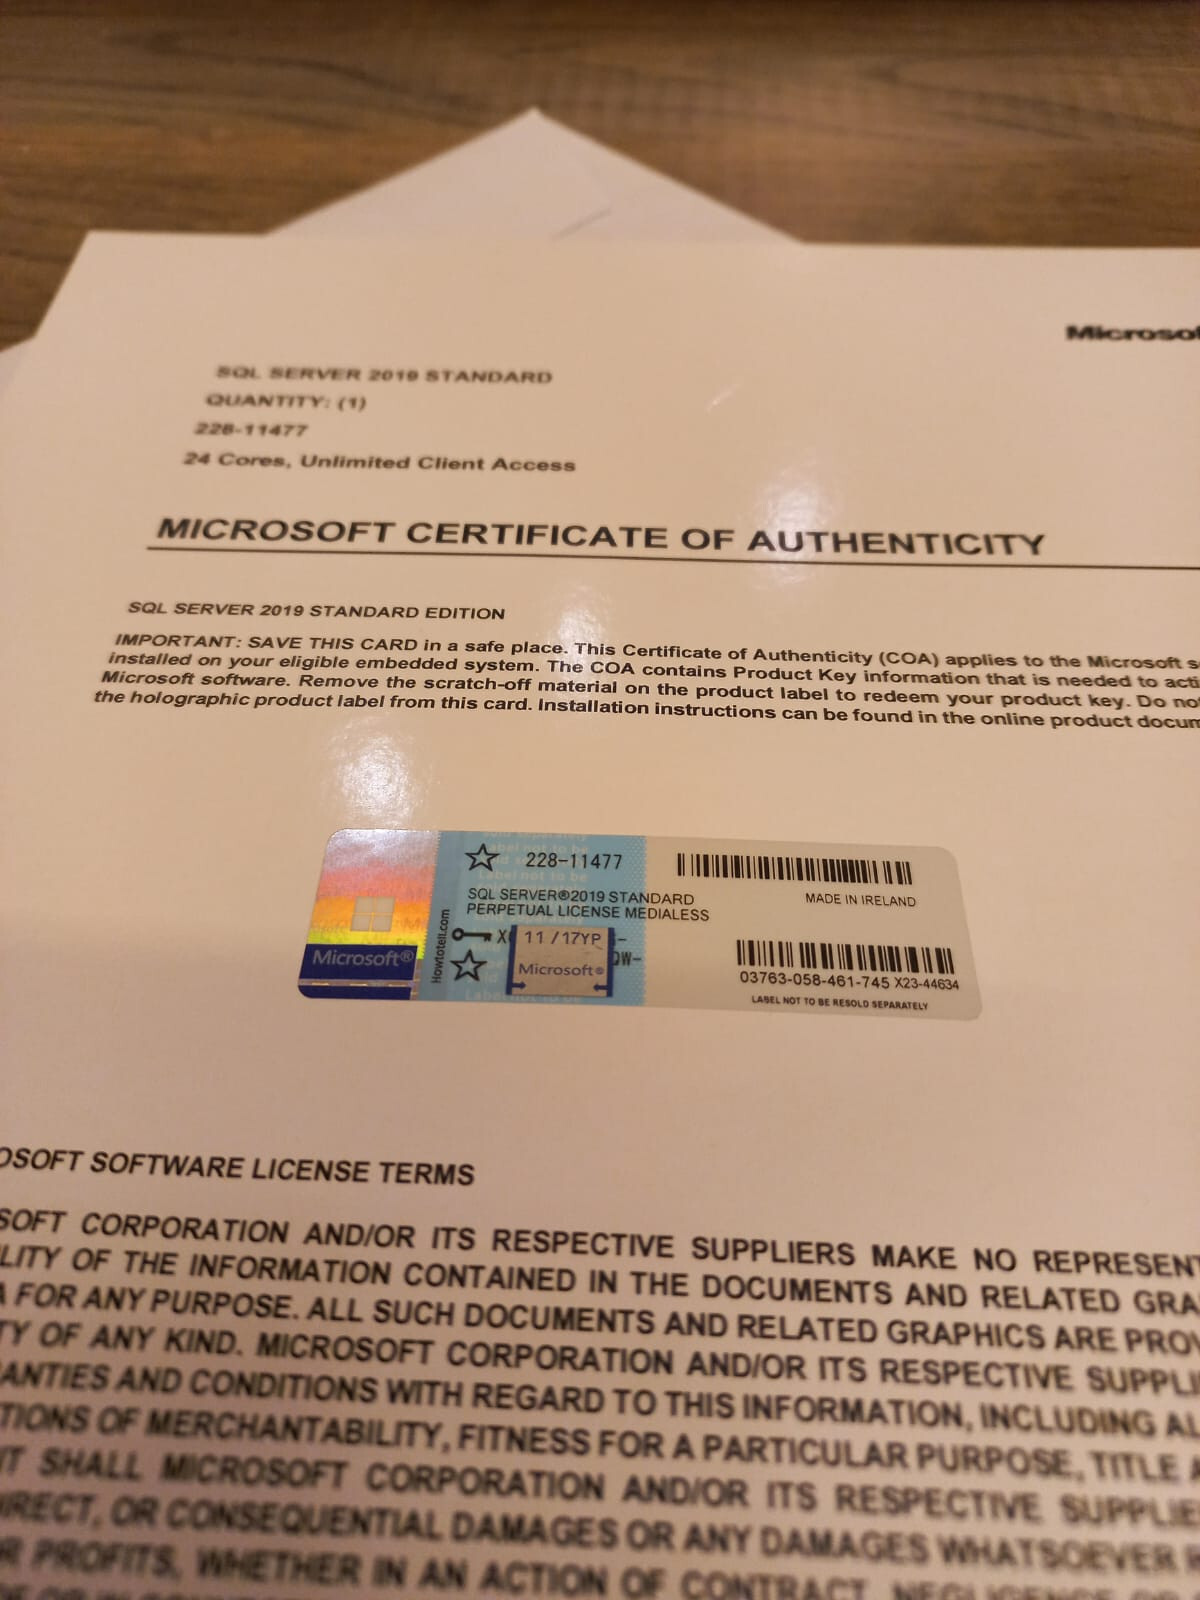 Microso
SQL SERVER 2019 STANDARD
QUANTITY: (1)
228-11477
24 Cores, Unlimited Client Access
MICROSOFT CERTIFICATE OF AUTHENTICITY
SQL SERVER 2019 STANDARD EDITION
IMPORTANT: SAVE THIS CARD in a safe place. This Certificate of Authenticity (COA) applies to the Microsoft s
installed on your eligible embedded system. The COA contains Product Key information that is needed to acti
Microsoft software. Remove the scratch-off material on the product label to redeem your product key. Do no
the holographic product label from this card. Installation instructions can be found in the online product docum
228-11477
SQL SERVER®2019 STANDARD
PERPETUAL LICENSE MEDIALESS
MADE IN IRELAND
Microsoft®
Howtotell.com
11 /17YP
Microsoft®
03763-058-461-745 X23-44634
LABEL NOT TO BE RESOLD SEPARATELY
OSOFT SOFTWARE LICENSE TERMS
SOFT CORPORATION AND/OR ITS RESPECTIVE SUPPLIERS MAKE NO REPRESENT
LITY OF THE INFORMATION CONTAINED IN THE DOCUMENTS AND RELATED GRA
A FOR ANY PURPOSE. ALL SUCH DOCUMENTS AND RELATED GRAPHICS ARE PROV
TY OF ANY KIND. MICROSOFT CORPORATION AND/OR ITS RESPECTIVE SUPPLI
ANTIES AND CONDITIONS WITH REGARD TO THIS INFORMATION, INCLUDING AL
TIONS OF MERCHANTABILITY, FITNESS FOR A PARTICULAR PURPOSE, TITLE A
T SHALL MICROSOFT CORPORATION AND/OR ITS RESPECTIVE SUPPLIE
IRECT, OR CONSEQUENTIAL DAMAGES OR ANY DAMAGES WHATSOEVER
R PROFITS, WHETHER IN AN ACTION OF CONTRACT, NEGLIGENCE OR